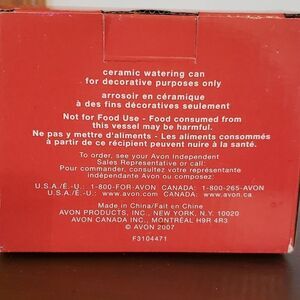 ceramic watering can
for decorative purposes only
arrosoir en céramique
à des fins décoratives seulement
Not for Food Use - Food consumed from
this vessel may be harmful.
Ne pas y mettre d'aliments - Les aliments consommés
à partir de ce récipient peuvent nuire à la santé.
To order, see your Avon Independent
Sales Representative or call:
Pour commander, consultez votre représentante
indépendante Avon ou composez:
U.S.A./É.-U.: 1-800-FOR-AVON CANADA: 1-800-265-AVON
U.S.A./É.-U.: www.avon.com CANADA: www.avon.ca
Made in China/Fait en Chine
AVON PRODUCTS, INC., NEW YORK, N.Y. 10020
AVON CANADA INC., MONTRÉAL H9R 4R3
© AVON 2007
F3104471